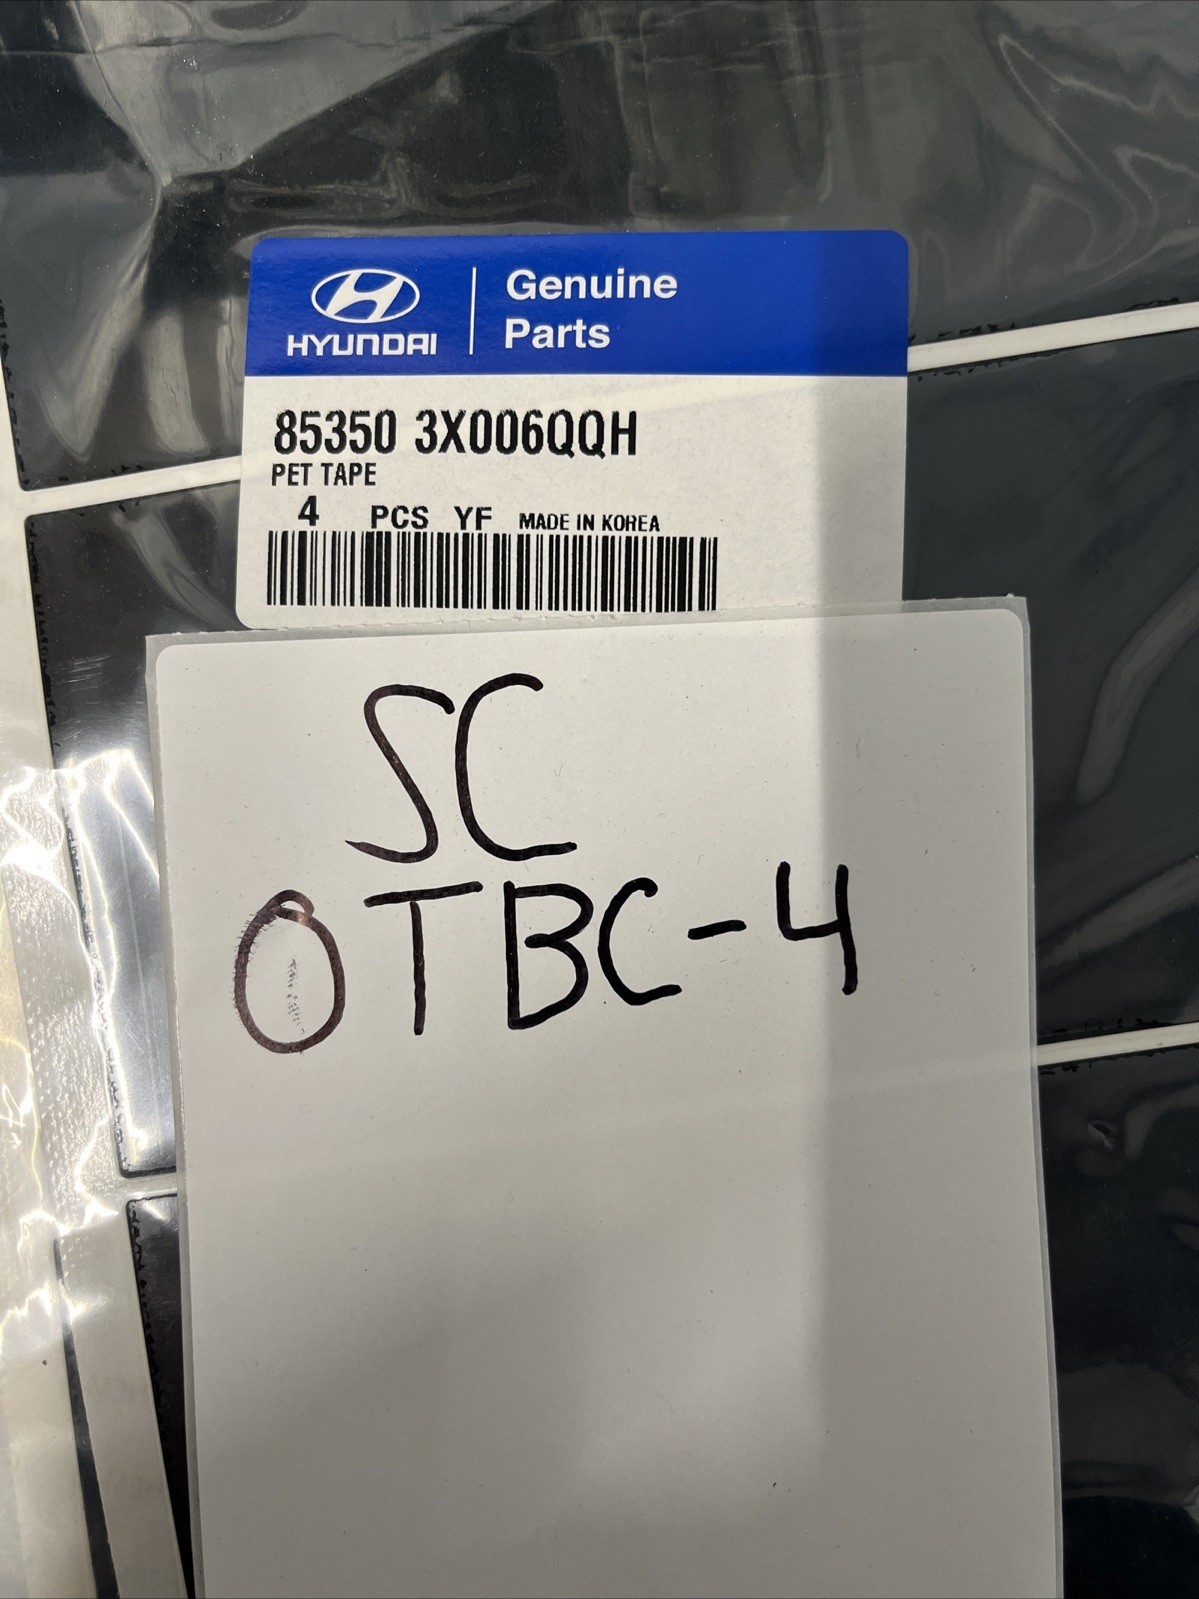 HYUNDAI
Genuine
Parts
85350 3X006QQH
PET TAPE
4 PCS YF MADE IN KOREA
SC
OTBC-4